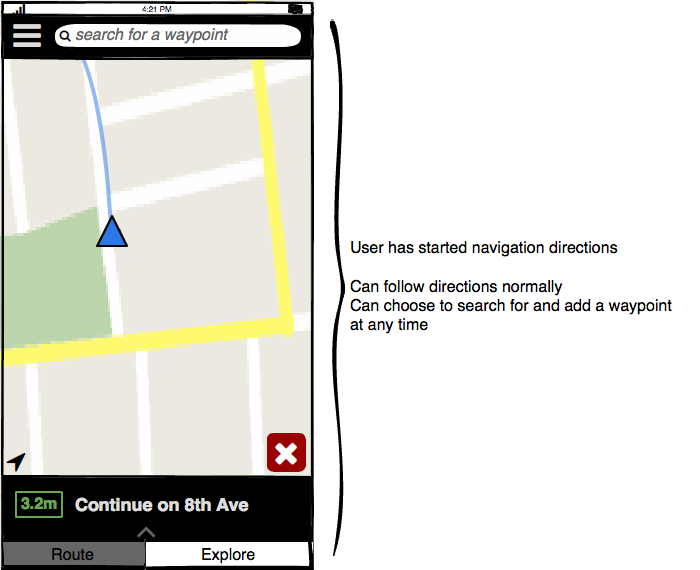 4:21 PM
search for a waypoint
User has started navigation directions
Can follow directions normally
Can choose to search for and add a waypoint
at any time
3.2m Continue on 8th Ave
Route Explore